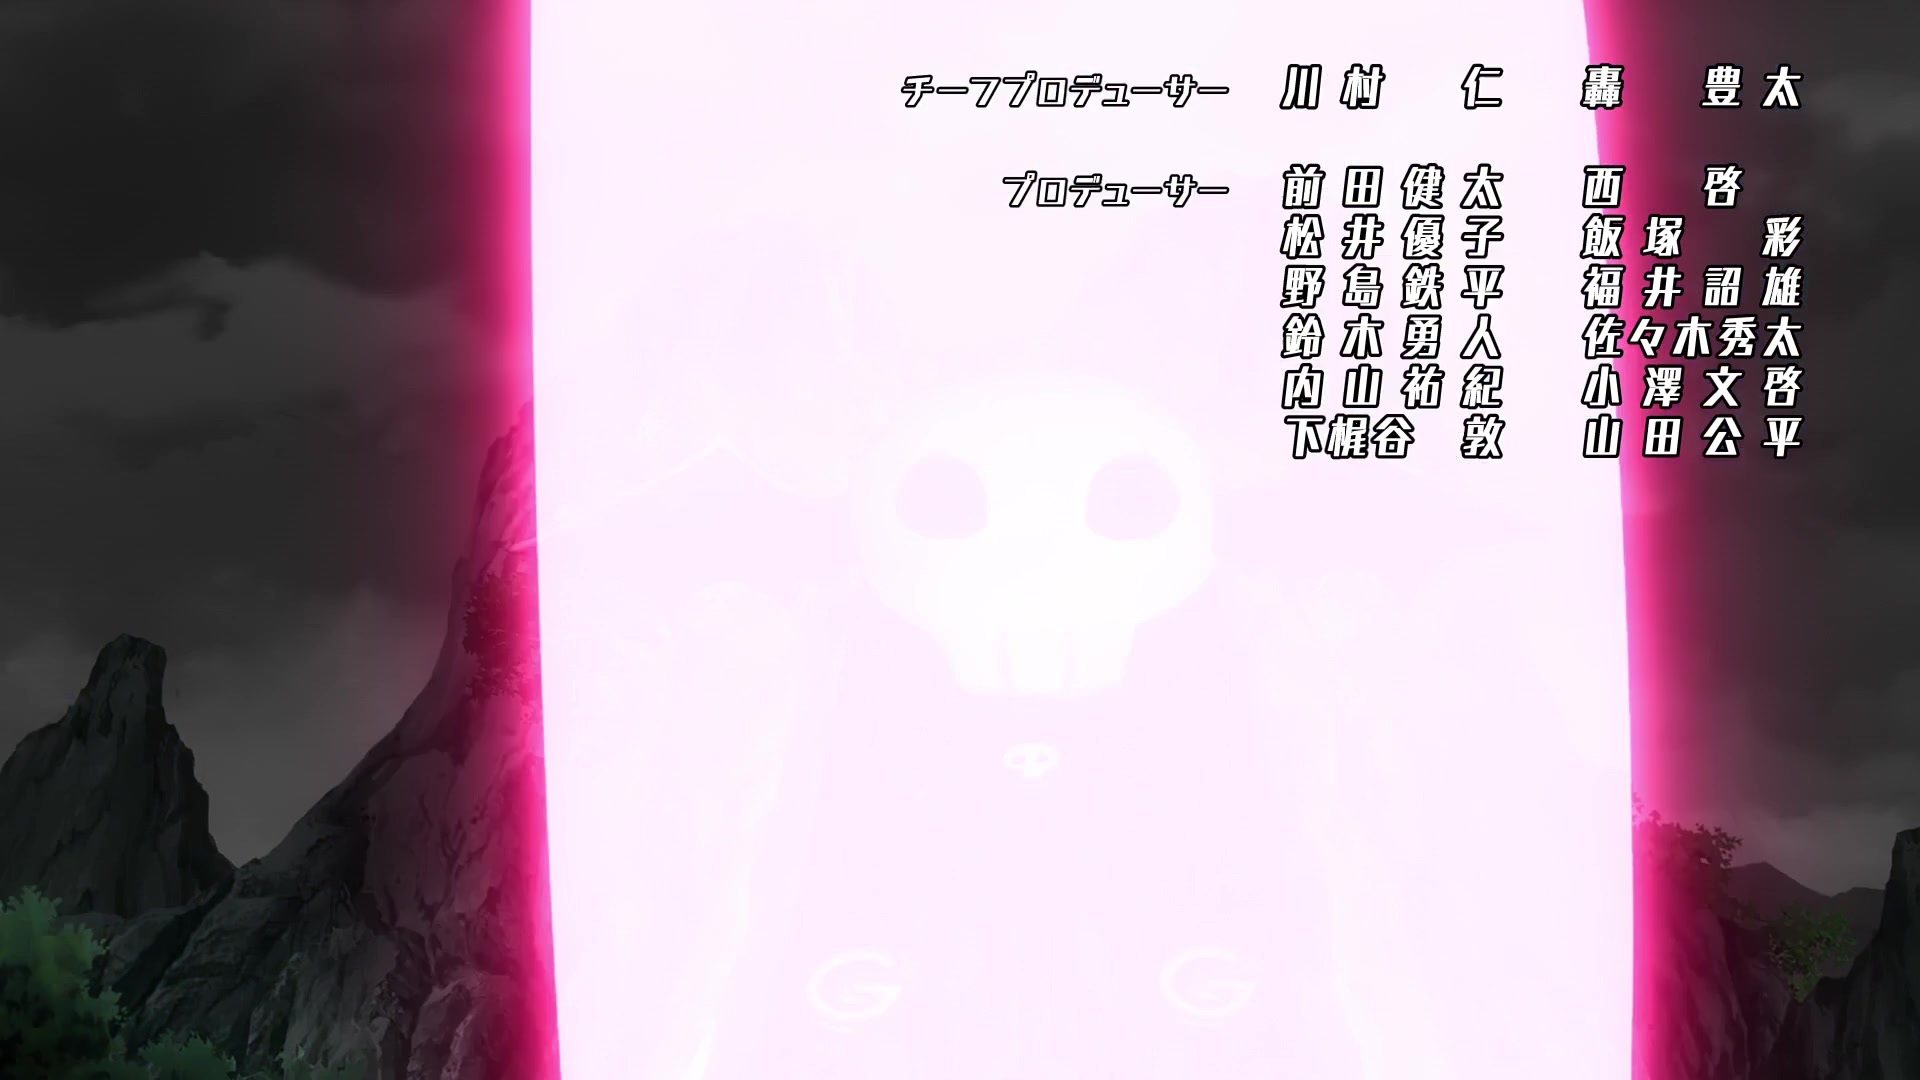 チーフプロデューサー 川村 仁 轟 豊太
プロデューサー 前田健太 西 啓
松井優子 飯塚 彩
野島鉄平 福井詔雄
鈴木勇人 佐々木秀太
内山祐紀 小澤文啓
下梶谷 敦 山田公平
G G